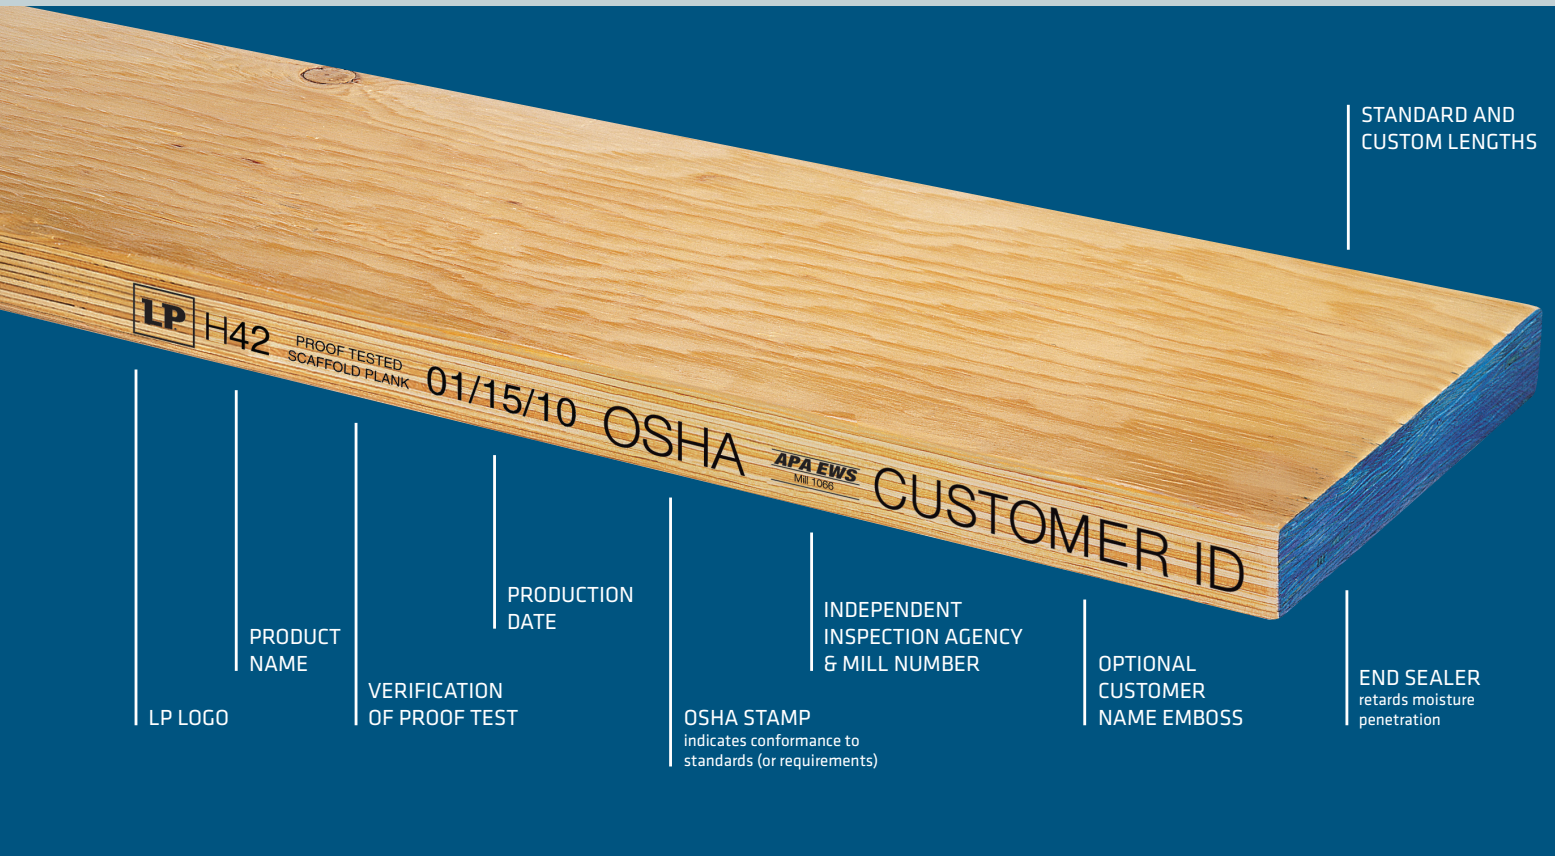 STANDARD AND
CUSTOM LENGTHS
LP H42
PROOF TESTED
SCAFFOLD PLANK
01/15/10
OSHA
APA EWS
Mill 1066
CUSTOMER ID
LP LOGO
PRODUCT
NAME
VERIFICATION
OF PROOF TEST
PRODUCTION
DATE
OSHA STAMP
indicates conformance to
standards (or requirements)
INDEPENDENT
INSPECTION AGENCY
& MILL NUMBER
OPTIONAL
CUSTOMER
NAME EMBOSS
END SEALER
retards moisture
penetration